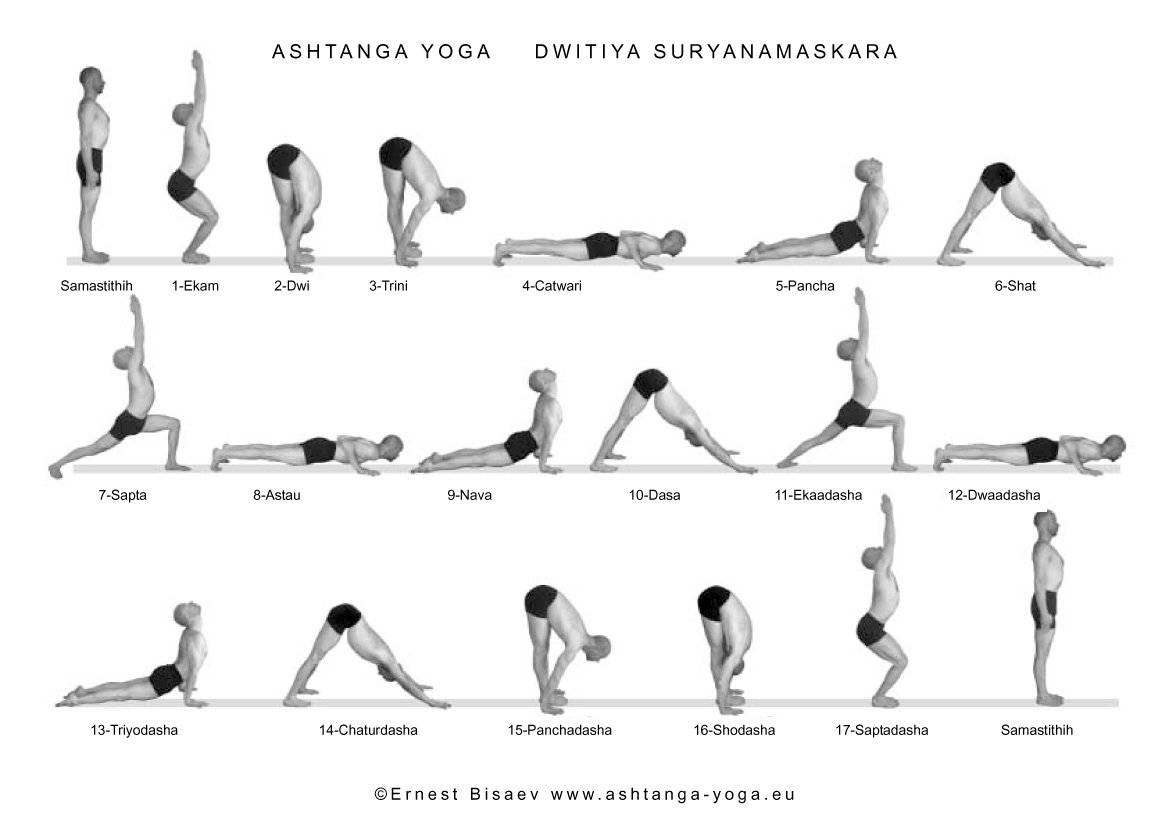 ASHTANGA YOGA DWITIYA SURYANAMASKARA
Samastithih 1-Ekam 2-Dwi 3-Trini 4-Catwari 5-Pancha 6-Shat
7-Sapta 8-Astau 9-Nava 10-Dasa 11-Ekaadasha 12-Dwaadasha
13-Triyodasha 14-Chaturdasha 15-Panchadasha 16-Shodasha 17-Saptadasha Samastithih
©Ernest Bisaev www.ashtanga-yoga.eu